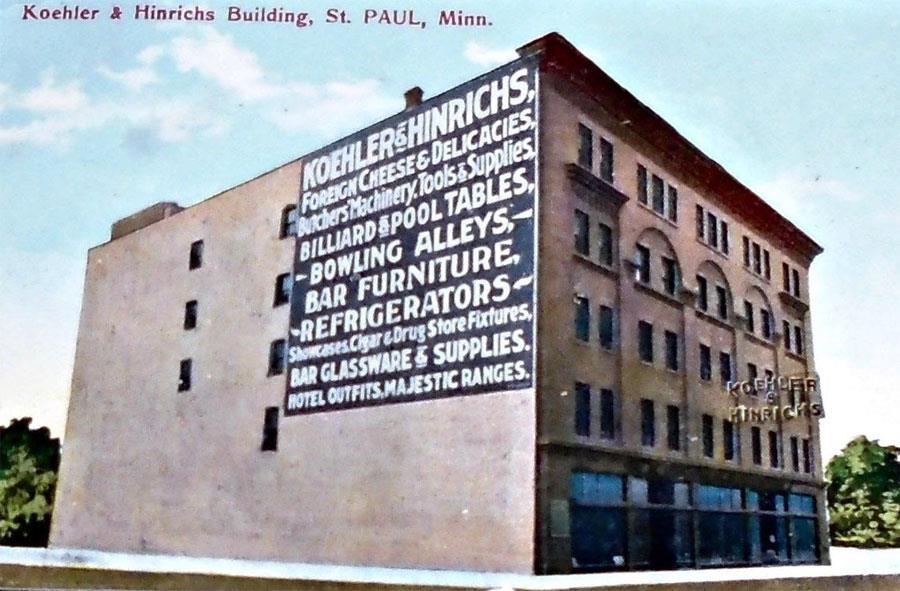 Koehler & Hinrichs Building, St. PAUL, Minn.
KOEHLER & HINRICHS,
FOREIGN CHEESE & DELICACIES,
Butchers' Machinery, Tools & Supplies,
BILLIARD & POOL TABLES,
- BOWLING ALLEYS, -
BAR FURNITURE,
- REFRIGERATORS -
Showcases, Cigar & Drug Store Fixtures,
BAR GLASSWARE & SUPPLIES.
HOTEL OUTFITS, MAJESTIC RANGES.
KOEHLER
&
HINRICHS